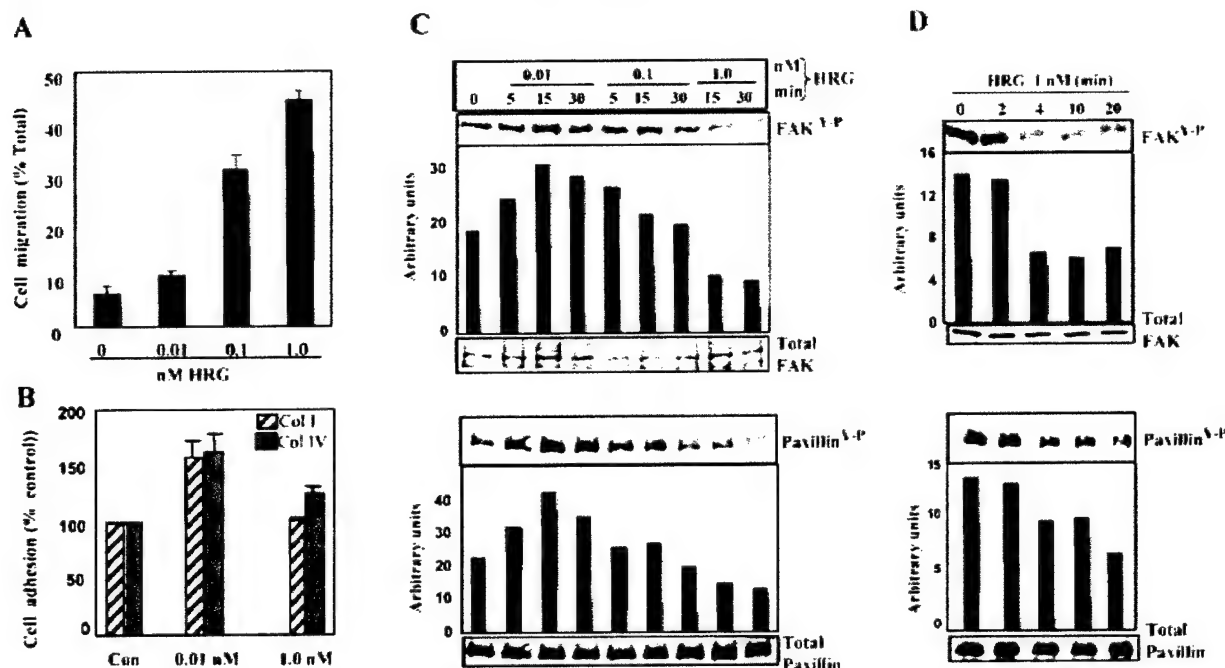 A
Cell migration (% Total)
50
40
30
20
10
0
0 0.01 0.1 1.0
nM HRG
B
Cell adhesion (% control))
200
150
100
50
0
Col I
Col IV
Con 0.01 nM 1.0 nM
C
0.01 0.1 1.0 nM
0 5 15 30 5 15 30 15 30 min
HRG
FAK Y-P
Arbitrary units
30
20
10
0
Total
FAK
Paxillin Y-P
Arbitrary units
40
30
20
10
0
Total
Paxillin
D
HRG 1 nM (min)
0 2 4 10 20
FAK Y-P
Arbitrary units
16
12
8
4
0
Total
FAK
Paxillin Y-P
Arbitrary units
15
10
5
0
Total
Paxillin